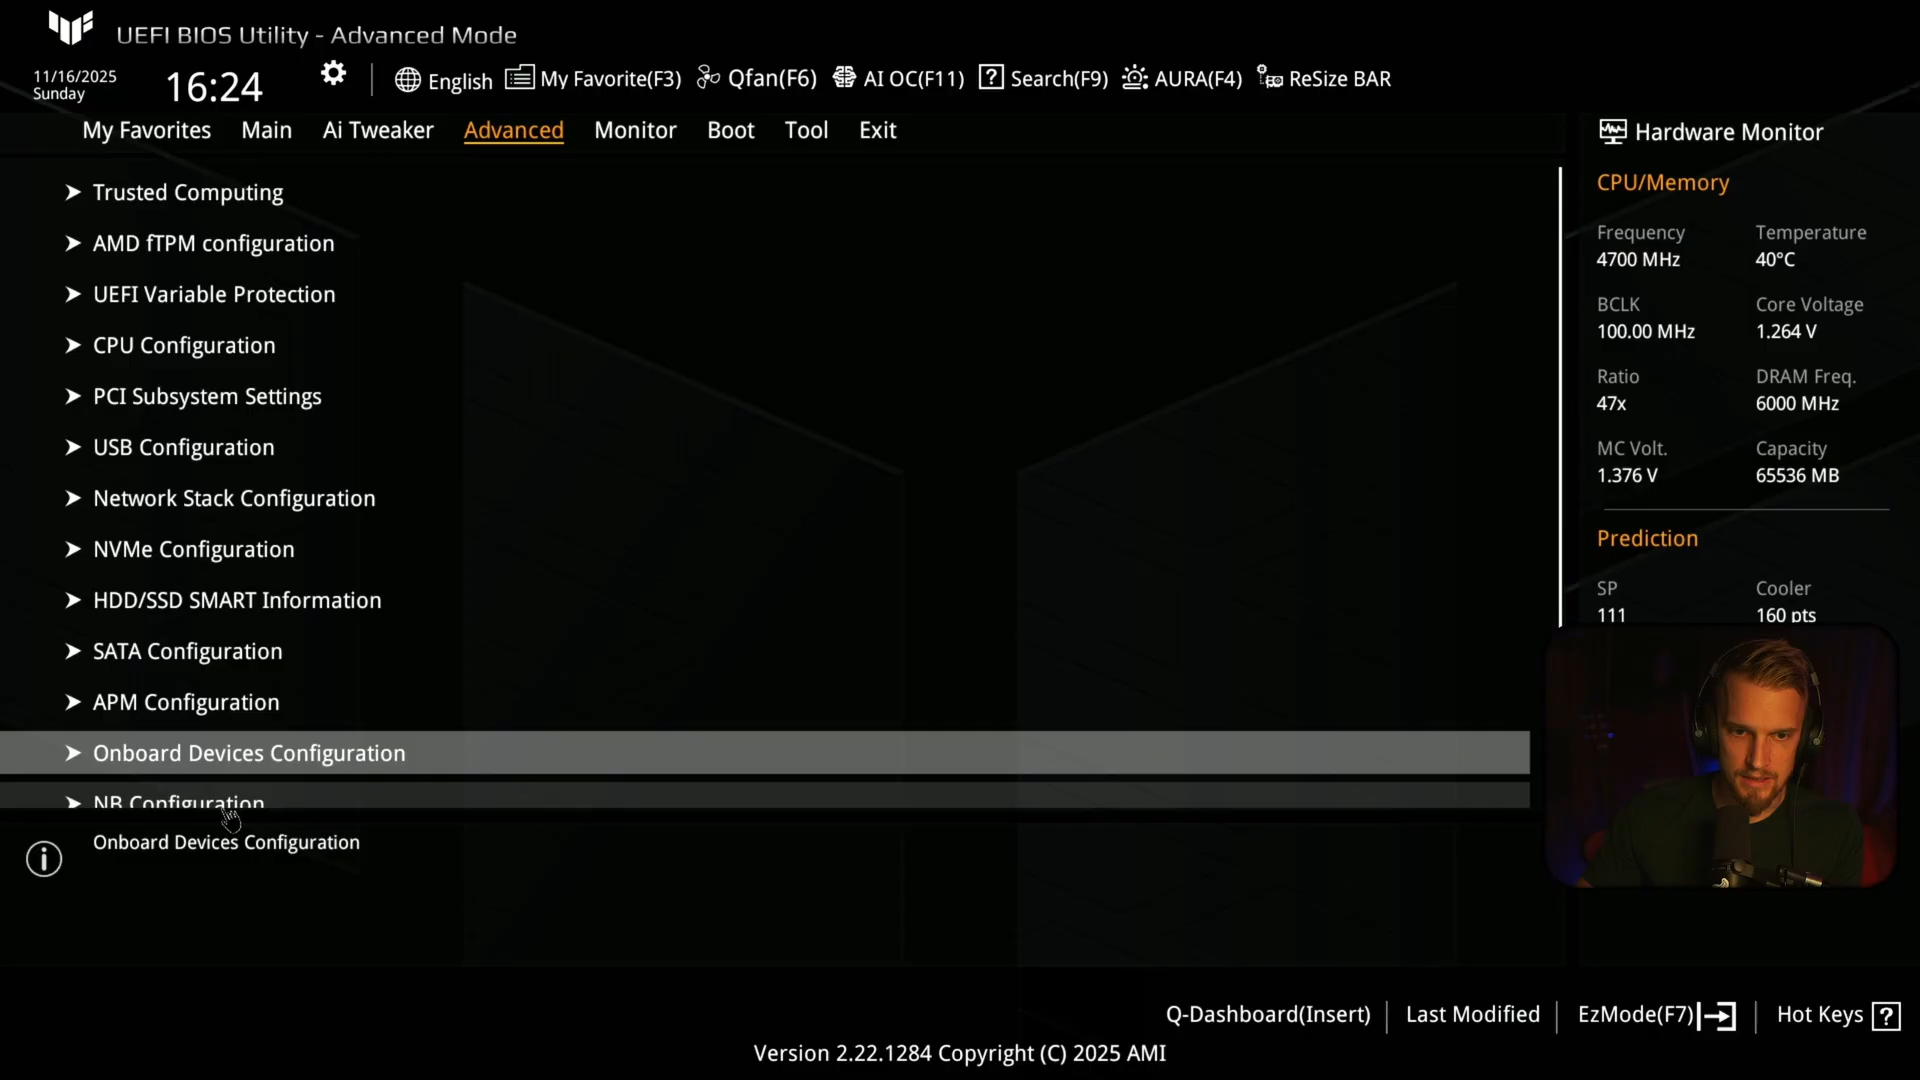 UEFI BIOS Utility - Advanced Mode
11/16/2025
Sunday
16:24
English
My Favorite(F3)
Qfan(F6)
AI OC(F11)
Search(F9)
AURA(F4)
ReSize BAR
My Favorites
Main
Ai Tweaker
Advanced
Monitor
Boot
Tool
Exit
Trusted Computing
AMD fTPM configuration
UEFI Variable Protection
CPU Configuration
PCI Subsystem Settings
USB Configuration
Network Stack Configuration
NVMe Configuration
HDD/SSD SMART Information
SATA Configuration
APM Configuration
Onboard Devices Configuration
NB Configuration
Onboard Devices Configuration
Hardware Monitor
CPU/Memory
Frequency Temperature
4700 MHz 40°C
BCLK Core Voltage
100.00 MHz 1.264 V
Ratio DRAM Freq.
47x 6000 MHz
MC Volt. Capacity
1.376 V 65536 MB
Prediction
SP Cooler
111 160 pts
Q-Dashboard(Insert)
Last Modified
EzMode(F7)
Hot Keys ?
Version 2.22.1284 Copyright (C) 2025 AMI